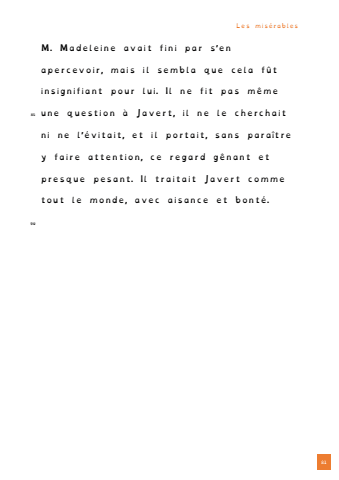 Les misérables
M. Madeleine avait fini par s'en
apercevoir, mais il sembla que cela fût
insignifiant pour lui. Il ne fit pas même
une question à Javert, il ne le cherchait
ni ne l'évitait, et il portait, sans paraître
y faire attention, ce regard gênant et
presque pesant. Il traitait Javert comme
tout le monde, avec aisance et bonté.